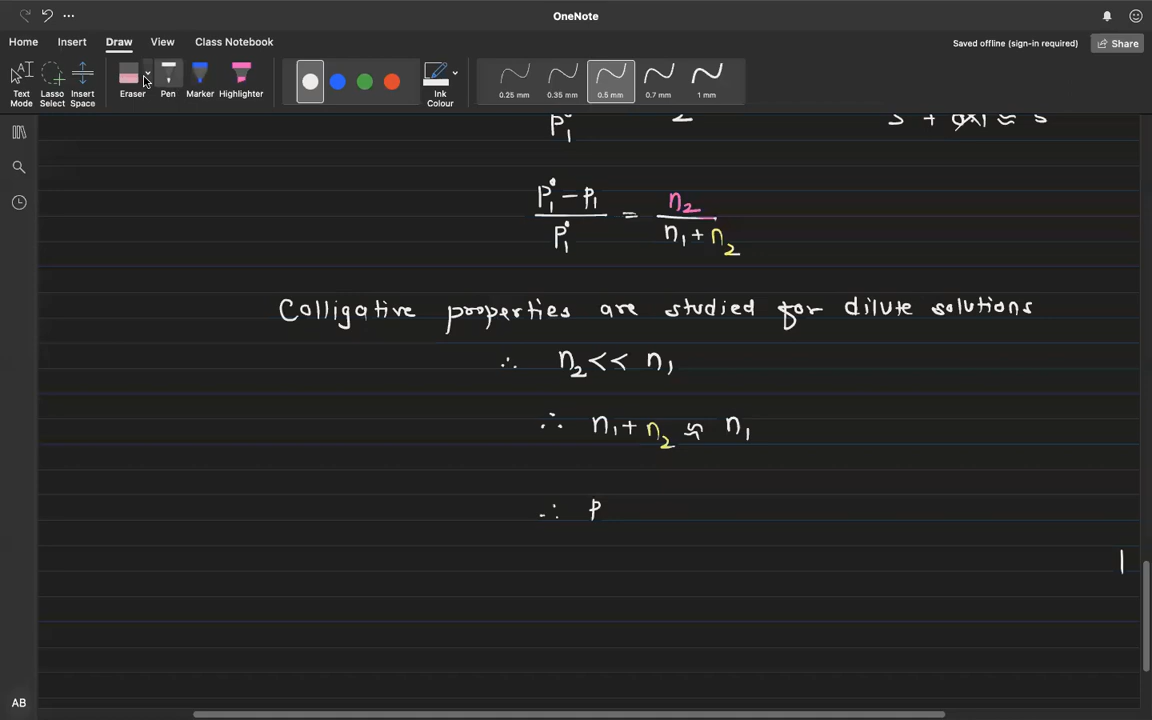 OneNote
Home Insert Draw View Class Notebook
Saved offline (sign-in required) Share
Text Mode
Lasso Select
Insert Space
Eraser
Pen
Marker
Highlighter
Ink Colour
0.25 mm 0.35 mm 0.5 mm 0.7 mm 1 mm
p₁°
(p₁° − p₁) / p₁° = n₂ / (n₁ + n₂)
Colligative properties are studied for dilute solutions
∴ n₂ << n₁
∴ n₁ + n₂ ≈ n₁
∴ P
AB